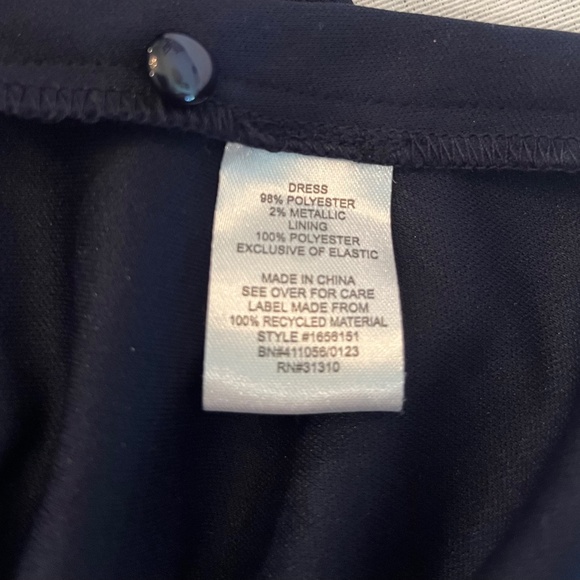 DRESS
98% POLYESTER
2% METALLIC
LINING
100% POLYESTER
EXCLUSIVE OF ELASTIC
MADE IN CHINA
SEE OVER FOR CARE
LABEL MADE FROM
100% RECYCLED MATERIAL
STYLE #1656151
BN#411056/0123
RN#31310